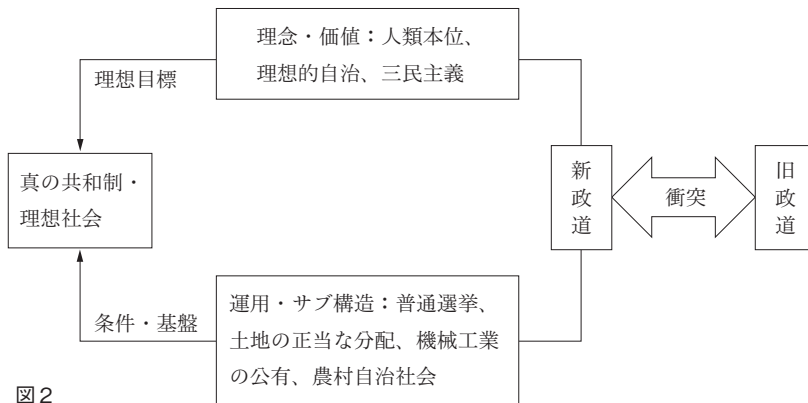 理念・価値:人類本位、
理想的自治、三民主義
理想目標
真の共和制・
理想社会
新政道
衝突
旧政道
条件・基盤
運用・サブ構造:普通選挙、
土地の正当な分配、機械工業
の公有、農村自治社会
図2